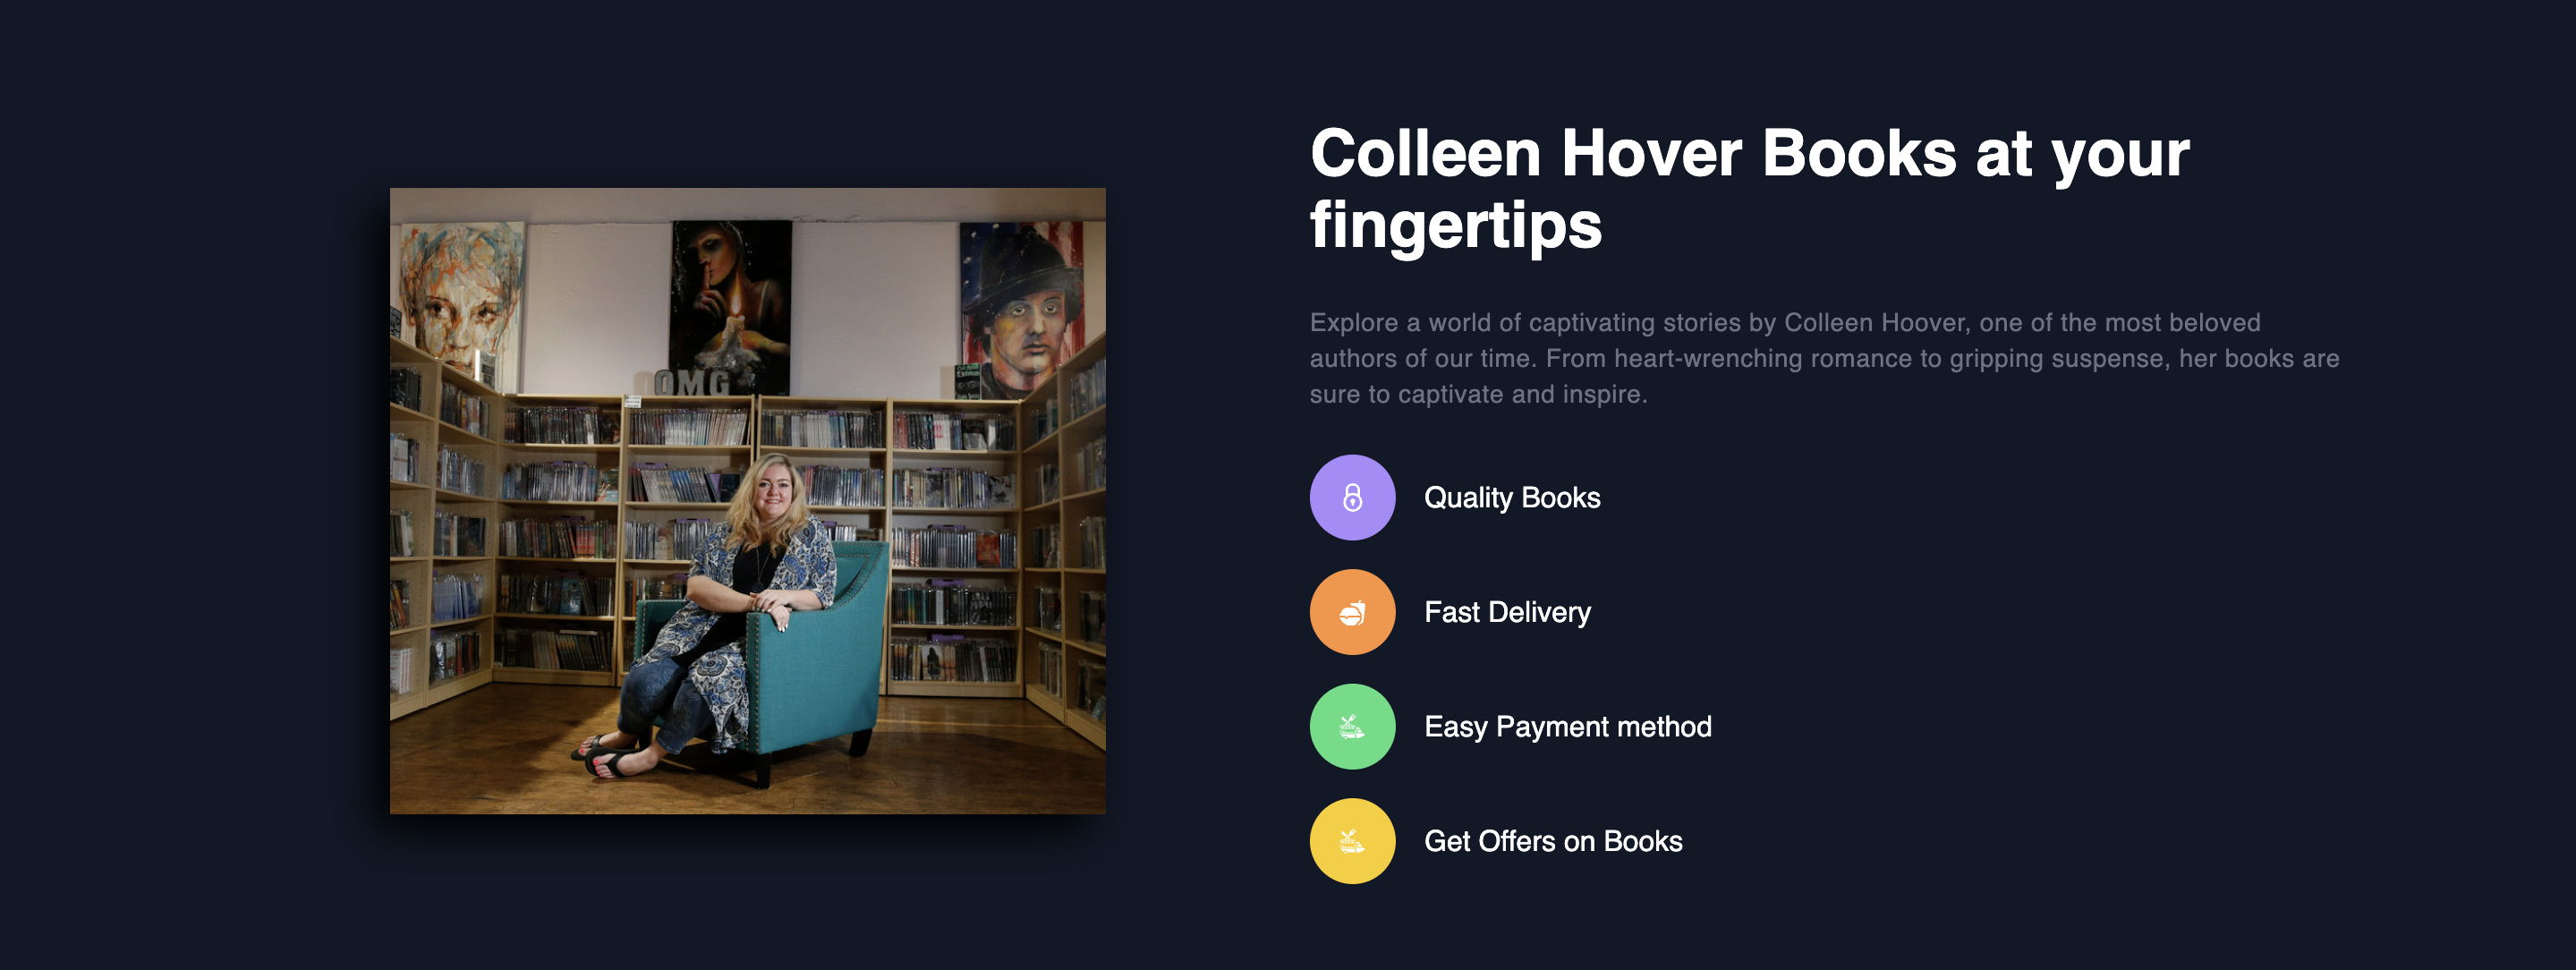 Colleen Hover Books at your
fingertips
Explore a world of captivating stories by Colleen Hoover, one of the most beloved
authors of our time. From heart-wrenching romance to gripping suspense, her books are
sure to captivate and inspire.
OMG
Quality Books
Fast Delivery
Easy Payment method
Get Offers on Books